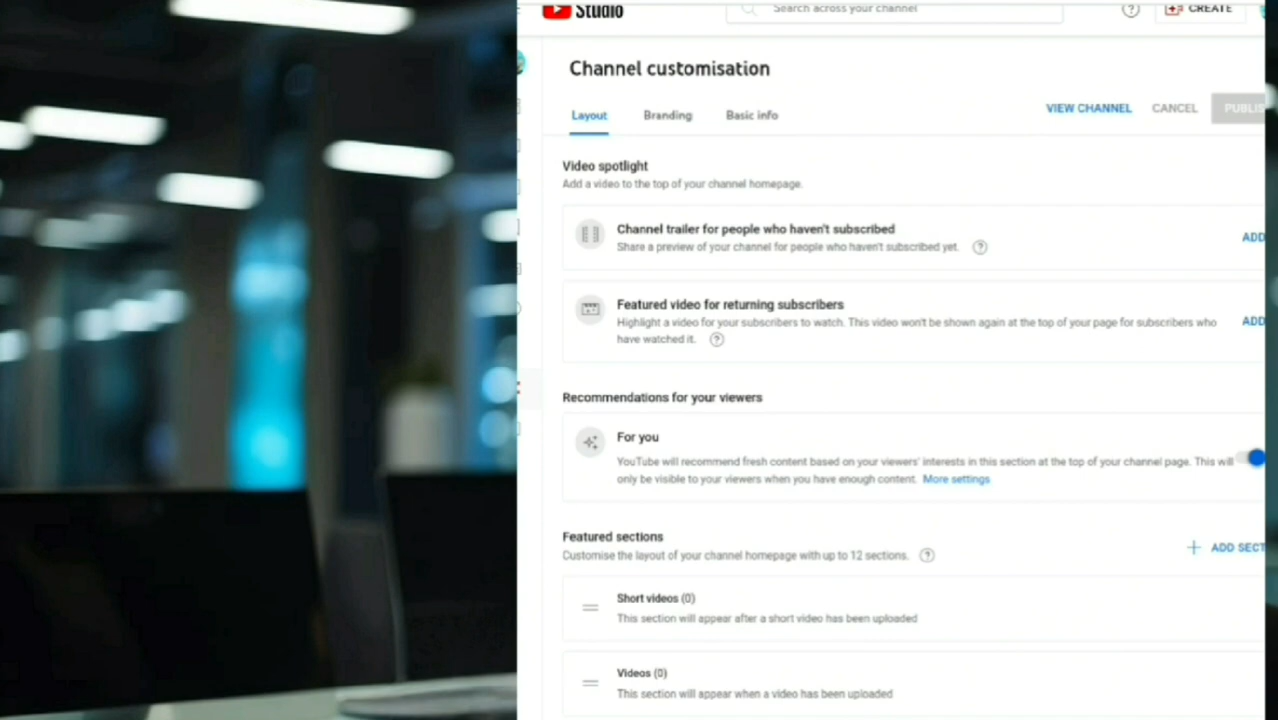 Studio
Search across your channel
CREATE
Channel customisation
Layout Branding Basic info
VIEW CHANNEL CANCEL PUBLIS
Video spotlight
Add a video to the top of your channel homepage.
Channel trailer for people who haven't subscribed
Share a preview of your channel for people who haven't subscribed yet.
ADD
Featured video for returning subscribers
Highlight a video for your subscribers to watch. This video won't be shown again at the top of your page for subscribers who
have watched it.
ADD
Recommendations for your viewers
For you
YouTube will recommend fresh content based on your viewers' interests in this section at the top of your channel page. This will
only be visible to your viewers when you have enough content. More settings
Featured sections
Customise the layout of your channel homepage with up to 12 sections.
+ ADD SECT
Short videos (0)
This section will appear after a short video has been uploaded
Videos (0)
This section will appear when a video has been uploaded